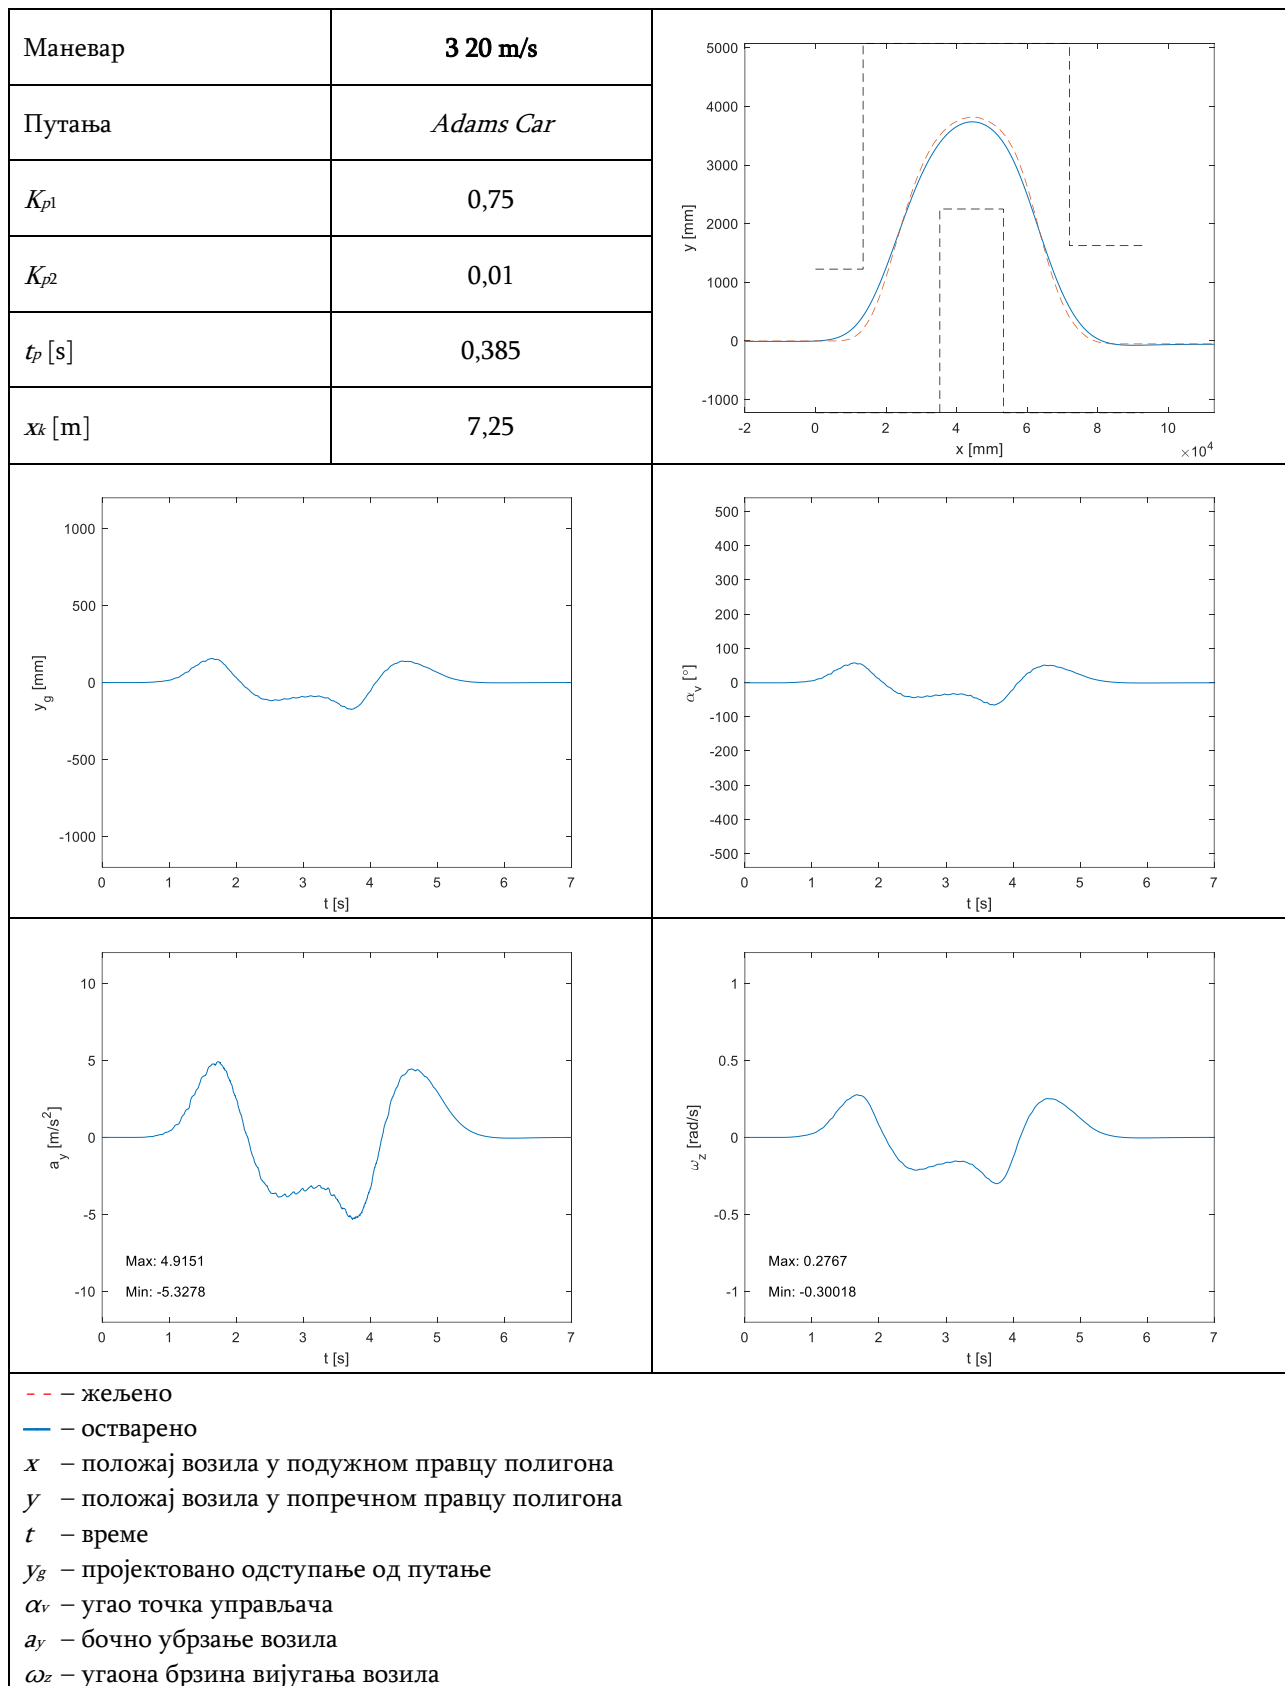 Маневар 3 20 m/s
Путања Adams Car
Kp1 0,75
Kp2 0,01
tp [s] 0,385
xk [m] 7,25
5000
4000
3000
2000
1000
0
-1000
y [mm]
-2 0 2 4 6 8 10
x [mm]
×10^4
1000
500
0
-500
-1000
y_g [mm]
0 1 2 3 4 5 6 7
t [s]
500
400
300
200
100
0
-100
-200
-300
-400
-500
α_v [°]
0 1 2 3 4 5 6 7
t [s]
10
5
0
-5
-10
a_y [m/s^2]
Max: 4.9151
Min: -5.3278
0 1 2 3 4 5 6 7
t [s]
1
0.5
0
-0.5
-1
ω_z [rad/s]
Max: 0.2767
Min: -0.30018
0 1 2 3 4 5 6 7
t [s]
– жељено
– остварено
x – положај возила у подужном правцу полигона
y – положај возила у попречном правцу полигона
t – време
yg – пројектовано одступање од путање
αv – угао точка управљача
ay – бочно убрзање возила
ωz – угаона брзина вијугања возила